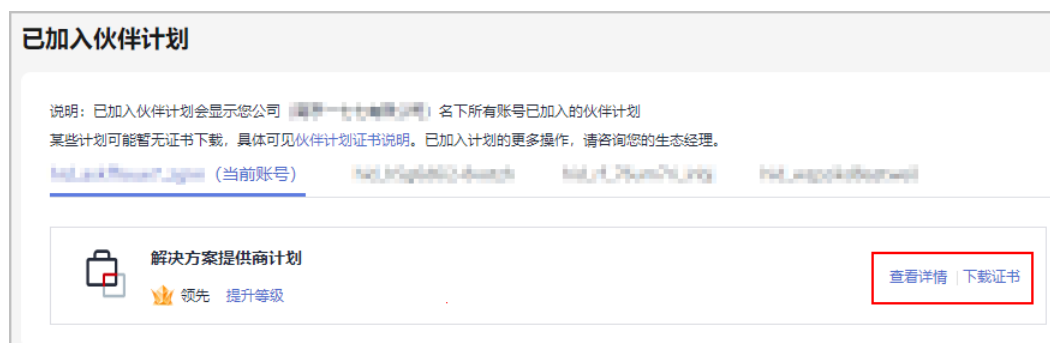 已加入伙伴计划
说明：已加入伙伴计划会显示您公司（）名下所有账号已加入的伙伴计划
某些计划可能暂无证书下载，具体可见伙伴计划证书说明。已加入计划的更多操作，请咨询您的生态经理。
（当前账号）
解决方案提供商计划
领先 提升等级
查看详情 | 下载证书